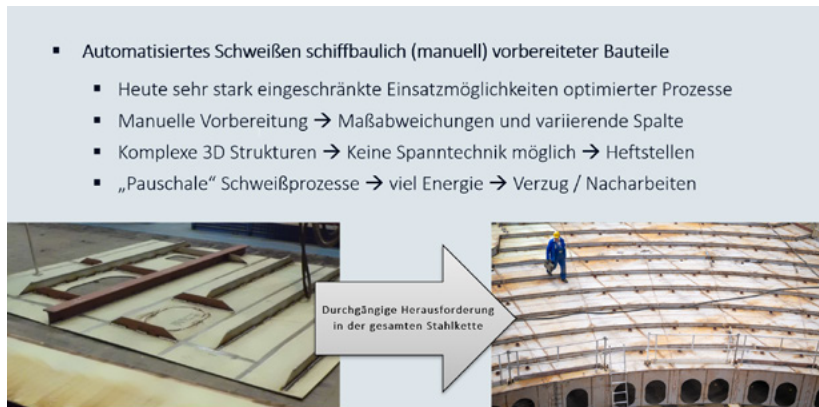 ▪ Automatisiertes Schweißen schiffbaulich (manuell) vorbereiteter Bauteile
▪ Heute sehr stark eingeschränkte Einsatzmöglichkeiten optimierter Prozesse
▪ Manuelle Vorbereitung → Maßabweichungen und variierende Spalte
▪ Komplexe 3D Strukturen → Keine Spanntechnik möglich → Heftstellen
▪ „Pauschale“ Schweißprozesse → viel Energie → Verzug / Nacharbeiten
Durchgängige Herausforderung
in der gesamten Stahlkette